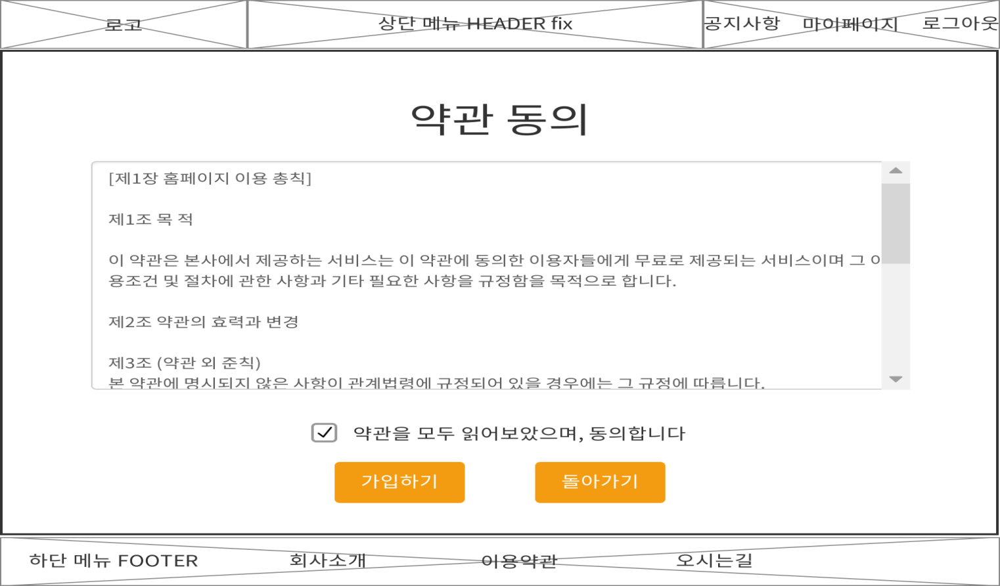 로고
상단 메뉴 HEADER fix
공지사항 마이페이지 로그아웃
약관 동의
[제1장 홈페이지 이용 총칙]
제1조 목 적
이 약관은 본사에서 제공하는 서비스는 이 약관에 동의한 이용자들에게 무료로 제공되는 서비스이며 그 이
용조건 및 절차에 관한 사항과 기타 필요한 사항을 규정함을 목적으로 합니다.
제2조 약관의 효력과 변경
제3조 (약관 외 준칙)
본 약관에 명시되지 않은 사항이 관계법령에 규정되어 있을 경우에는 그 규정에 따릅니다.
약관을 모두 읽어보았으며, 동의합니다
가입하기 돌아가기
하단 메뉴 FOOTER 회사소개 이용약관 오시는길